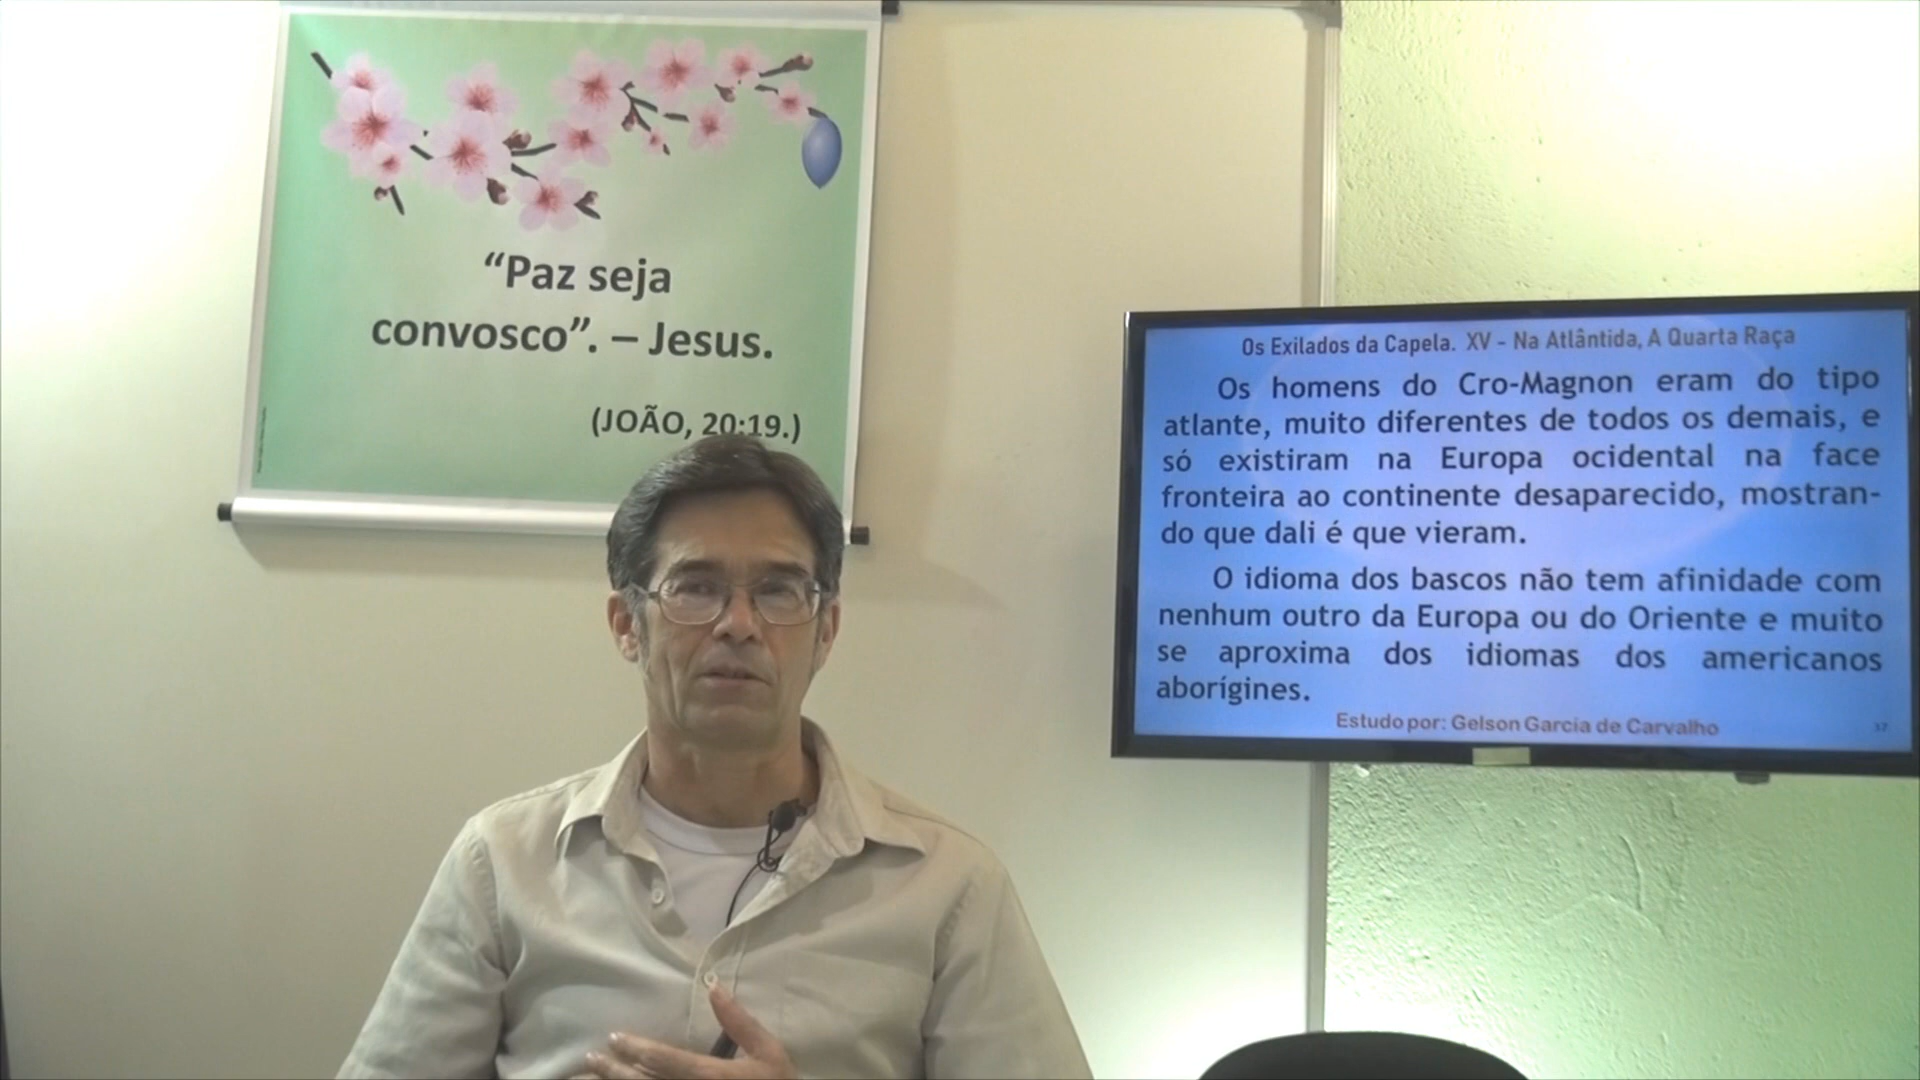 “Paz seja
convosco”. – Jesus.
(JOÃO, 20:19.)
Os Exilados da Capela. XV - Na Atlântida, A Quarta Raça
Os homens do Cro-Magnon eram do tipo
atlante, muito diferentes de todos os demais, e
só existiram na Europa ocidental na face
fronteira ao continente desaparecido, mostran-
do que dali é que vieram.
O idioma dos bascos não tem afinidade com
nenhum outro da Europa ou do Oriente e muito
se aproxima dos idiomas dos americanos
aborígines.
Estudo por: Gelson Garcia de Carvalho